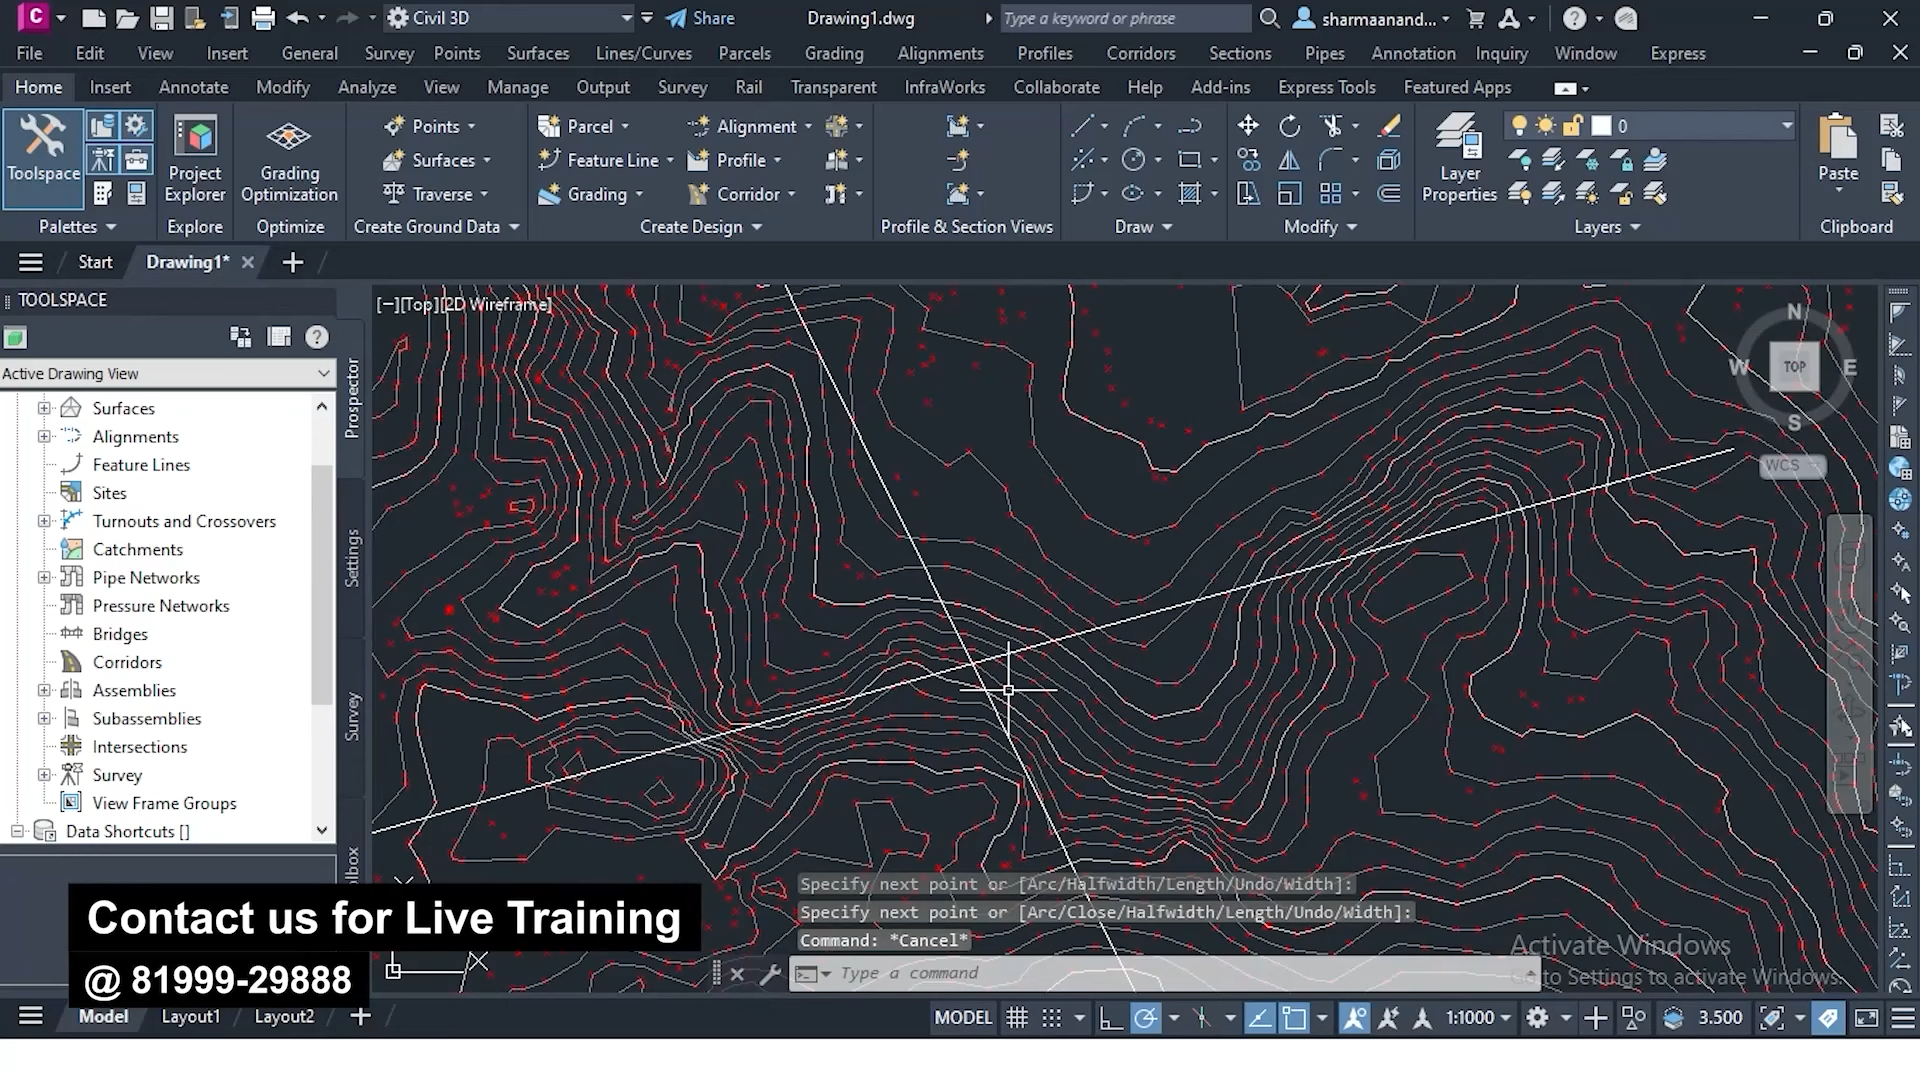 C Civil 3D Share Drawing1.dwg Type a keyword or phrase sharmaanand...
File Edit View Insert General Survey Points Surfaces Lines/Curves Parcels Grading Alignments Profiles Corridors Sections Pipes Annotation Inquiry Window Express
Home Insert Annotate Modify Analyze View Manage Output Survey Rail Transparent InfraWorks Collaborate Help Add-ins Express Tools Featured Apps
Points Parcel Alignment 0
Toolspace Project Explorer Grading Optimization Surfaces Feature Line Profile Layer Properties Paste
Traverse Grading Corridor
Palettes Explore Optimize Create Ground Data Create Design Profile & Section Views Draw Modify Layers Clipboard
Start Drawing1* +
TOOLSPACE
[−][Top][2D Wireframe]
N
W TOP E
S
WCS
Active Drawing View
Surfaces
Alignments
Feature Lines
Sites
Turnouts and Crossovers
Catchments
Pipe Networks
Pressure Networks
Bridges
Corridors
Assemblies
Subassemblies
Intersections
Survey
View Frame Groups
Data Shortcuts []
Prospector
Settings
Survey
lbox
Contact us for Live Training
@ 81999-29888
X
Specify next point or [Arc/Halfwidth/Length/Undo/Width]:
Specify next point or [Arc/Close/Halfwidth/Length/Undo/Width]:
Command: *Cancel*
Type a command
Activate Windows
Go to Settings to activate Windows.
Model Layout1 Layout2 + MODEL 1:1000 3.500